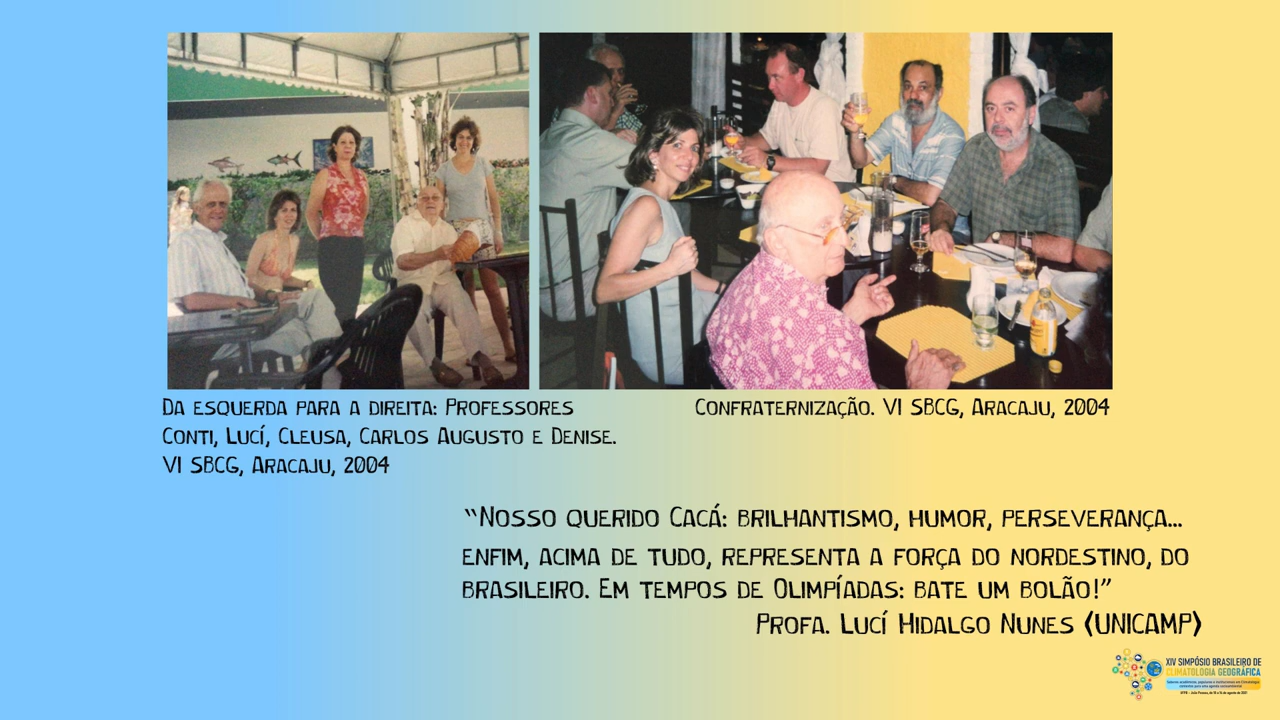 Da esquerda para a direita: Professores
Conti, Lucí, Cleusa, Carlos Augusto e Denise.
VI SBCG, Aracaju, 2004
Confraternização. VI SBCG, Aracaju, 2004
“Nosso querido Cacá: brilhantismo, humor, perseverança...
enfim, acima de tudo, representa a força do nordestino, do
brasileiro. Em tempos de Olimpíadas: bate um bolão!”
Profa. Lucí Hidalgo Nunes (UNICAMP)
XIV SIMPÓSIO BRASILEIRO DE
CLIMATOLOGIA GEOGRÁFICA